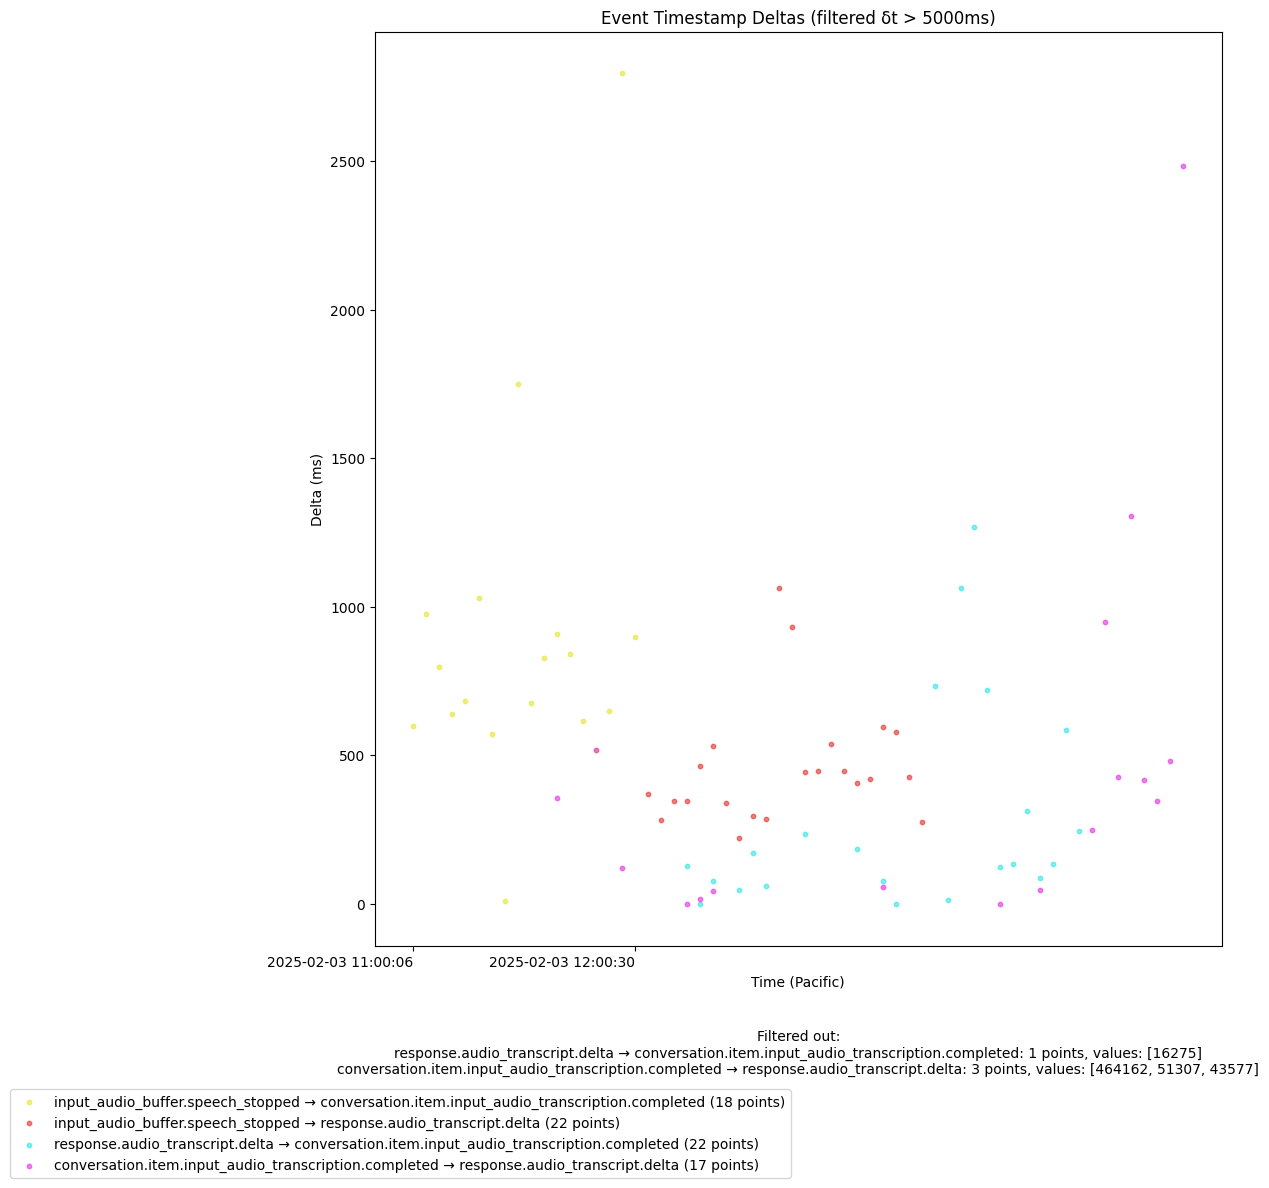 Event Timestamp Deltas (filtered δt > 5000ms)
Delta (ms)
2500
2000
1500
1000
500
0
2025-02-03 11:00:06
2025-02-03 12:00:30
Time (Pacific)
Filtered out:
response.audio_transcript.delta → conversation.item.input_audio_transcription.completed: 1 points, values: [16275]
conversation.item.input_audio_transcription.completed → response.audio_transcript.delta: 3 points, values: [464162, 51307, 43577]
input_audio_buffer.speech_stopped → conversation.item.input_audio_transcription.completed (18 points)
input_audio_buffer.speech_stopped → response.audio_transcript.delta (22 points)
response.audio_transcript.delta → conversation.item.input_audio_transcription.completed (22 points)
conversation.item.input_audio_transcription.completed → response.audio_transcript.delta (17 points)